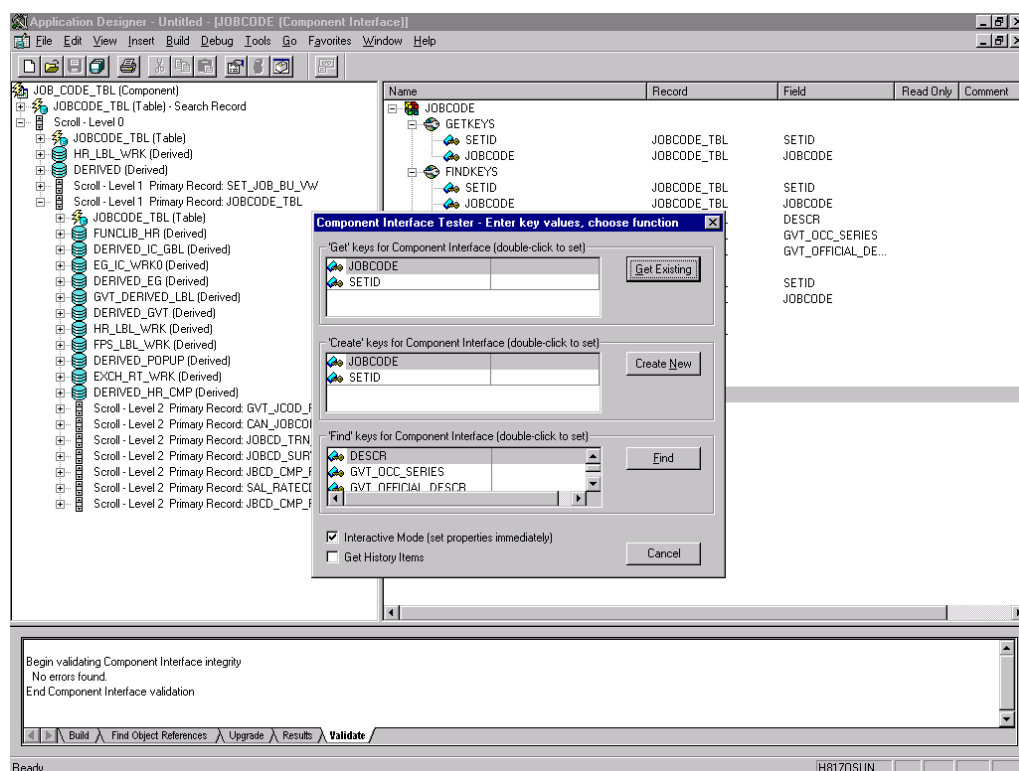 Application Designer - Untitled - [JOBCODE (Component Interface)]
File Edit View Insert Build Debug Tools Go Favorites Window Help
JOB_CODE_TBL (Component)
JOBCODE_TBL (Table) - Search Record
Scroll - Level 0
JOBCODE_TBL (Table)
HR_LBL_WRK (Derived)
DERIVED (Derived)
Scroll - Level 1 Primary Record: SET_JOB_BU_VW
Scroll - Level 1 Primary Record: JOBCODE_TBL
JOBCODE_TBL (Table)
FUNCLIB_HR (Derived)
DERIVED_IC_GBL (Derived)
EG_IC_WRK0 (Derived)
DERIVED_EG (Derived)
GVT_DERIVED_LBL (Derived)
DERIVED_GVT (Derived)
HR_LBL_WRK (Derived)
FPS_LBL_WRK (Derived)
DERIVED_POPUP (Derived)
EXCH_RT_WRK (Derived)
DERIVED_HR_CMP (Derived)
Scroll - Level 2 Primary Record: GVT_JCOD_
Scroll - Level 2 Primary Record: CAN_JOBCO
Scroll - Level 2 Primary Record: JOBCD_TRN
Scroll - Level 2 Primary Record: JOBCD_SUR
Scroll - Level 2 Primary Record: JBCD_CMP_
Scroll - Level 2 Primary Record: SAL_RATEC
Scroll - Level 2 Primary Record: JBCD_CMP_
Name Record Field Read Only Comment
JOBCODE
GETKEYS
SETID JOBCODE_TBL SETID
JOBCODE JOBCODE_TBL JOBCODE
FINDKEYS
SETID JOBCODE_TBL SETID
JOBCODE JOBCODE_TBL JOBCODE
DESCR
GVT_OCC_SERIES
GVT_OFFICIAL_DE...
SETID
JOBCODE
Component Interface Tester - Enter key values, choose function
'Get' keys for Component Interface (double-click to set)
JOBCODE
SETID
Get Existing
'Create' keys for Component Interface (double-click to set)
JOBCODE
SETID
Create New
'Find' keys for Component Interface (double-click to set)
DESCR
GVT_OCC_SERIES
GVT_OFFICIAL_DESCR
Find
Interactive Mode (set properties immediately)
Get History Items
Cancel
Begin validating Component Interface integrity
No errors found.
End Component Interface validation
Build Find Object References Upgrade Results Validate
Ready H8170SUN